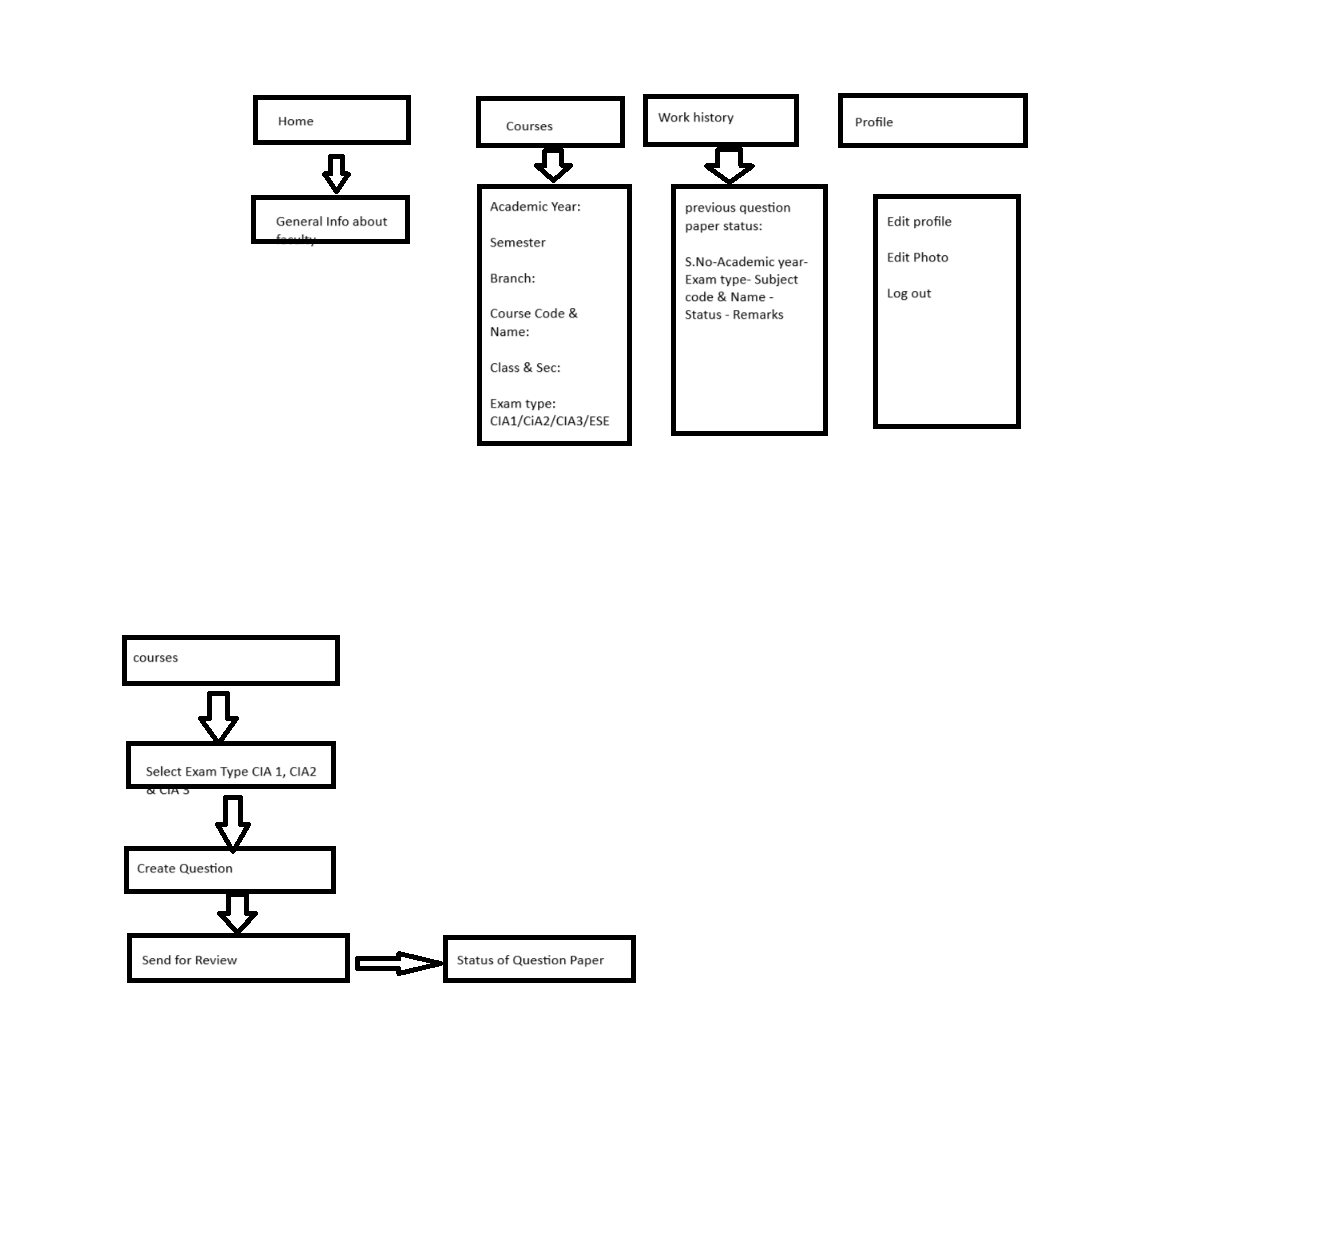 Home
General Info about
faculty
Courses
Academic Year:
Semester
Branch:
Course Code &
Name:
Class & Sec:
Exam type:
CIA1/CiA2/CIA3/ESE
Work history
previous question
paper status:
S.No-Academic year-
Exam type- Subject
code & Name -
Status - Remarks
Profile
Edit profile
Edit Photo
Log out
courses
Select Exam Type CIA 1, CIA2
& CIA 3
Create Question
Send for Review
Status of Question Paper